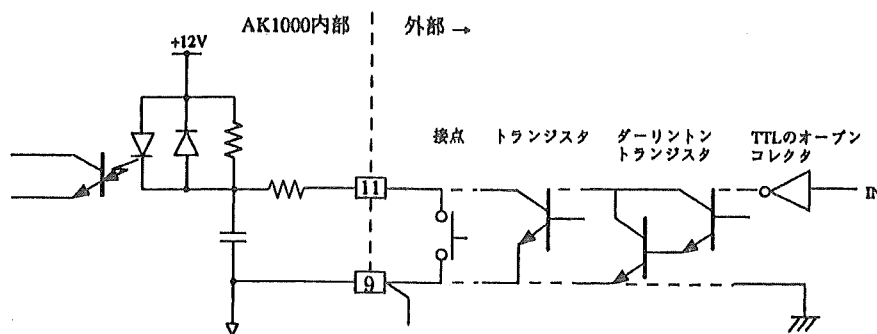 AK1000内部
外部 →
+12V
接点
トランジスタ
ダーリントン
トランジスタ
TTLのオープン
コレクタ
11
IN
9